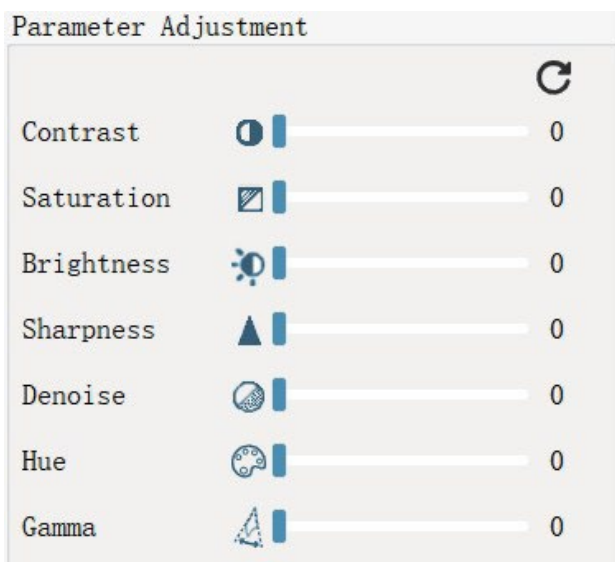 Parameter Adjustment
Contrast 0
Saturation 0
Brightness 0
Sharpness 0
Denoise 0
Hue 0
Gamma 0